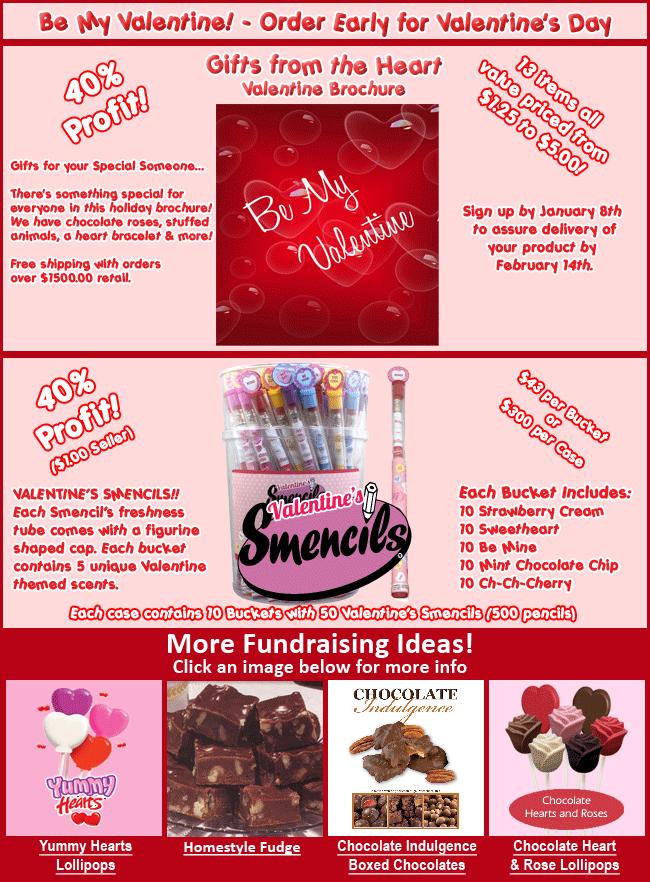 Be My Valentine! - Order Early for Valentine's Day
40%
Profit!
Gifts from the Heart
Valentine Brochure
13 items all
value priced from
$1.25 to $5.00!
Gifts for your Special Someone...
There's something special for
everyone in this holiday brochure!
We have chocolate roses, stuffed
animals, a heart bracelet & more!
Free shipping with orders
over $1500.00 retail.
Be My
Valentine
Sign up by January 8th
to assure delivery of
your product by
February 14th.
40%
Profit!
($1.00 Seller)
VALENTINE'S SMENCILS!!
Each Smencil's freshness
tube comes with a figurine
shaped cap. Each bucket
contains 5 unique Valentine
themed scents.
Valentine's
Smencil
Valentine's
Smencils
$43 per Bucket
or
$300 per Case
Each Bucket Includes:
10 Strawberry Cream
10 Sweetheart
10 Be Mine
10 Mint Chocolate Chip
10 Ch-Ch-Cherry
Each case contains 10 Buckets with 50 Valentine's Smencils (500 pencils)
More Fundraising Ideas!
Click an image below for more info
Yummy
Hearts
CHOCOLATE
Indulgence
Chocolate
Hearts and Roses
Yummy Hearts
Lollipops
Homestyle Fudge
Chocolate Indulgence
Boxed Chocolates
Chocolate Heart
& Rose Lollipops